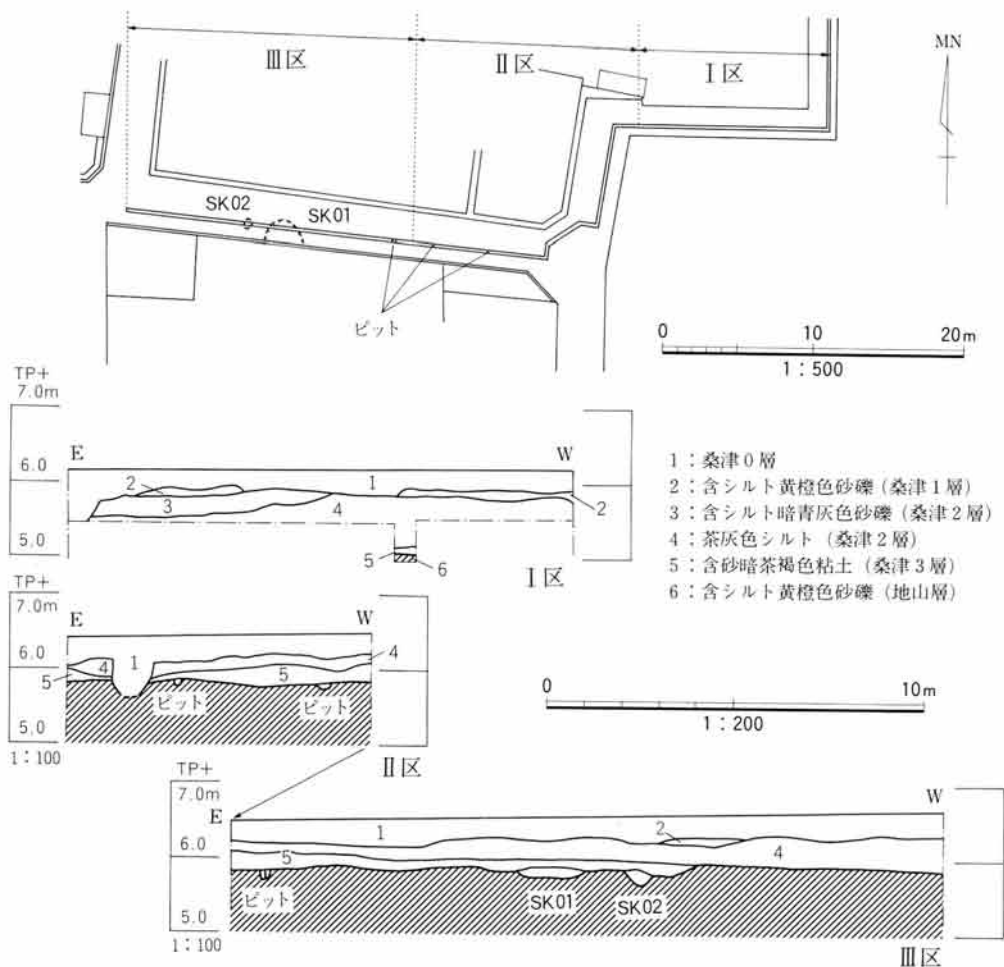 III区
II区
I区
MN
SK02
SK01
ピット
0 10 20m
1：500
TP+
7.0m
6.0
5.0
E
W
2
1
3
4
2
5
6
I区
1：桑津0層
2：含シルト黄橙色砂礫（桑津1層）
3：含シルト暗青灰色砂礫（桑津2層）
4：茶灰色シルト（桑津2層）
5：含砂暗茶褐色粘土（桑津3層）
6：含シルト黄橙色砂礫（地山層）
TP+
7.0m
6.0
5.0
1：100
E
W
4
1
4
5
5
ピット
ピット
II区
0 10m
1：200
TP+
7.0m
6.0
5.0
1：100
E
W
1
2
4
5
ピット
SK01
SK02
III区